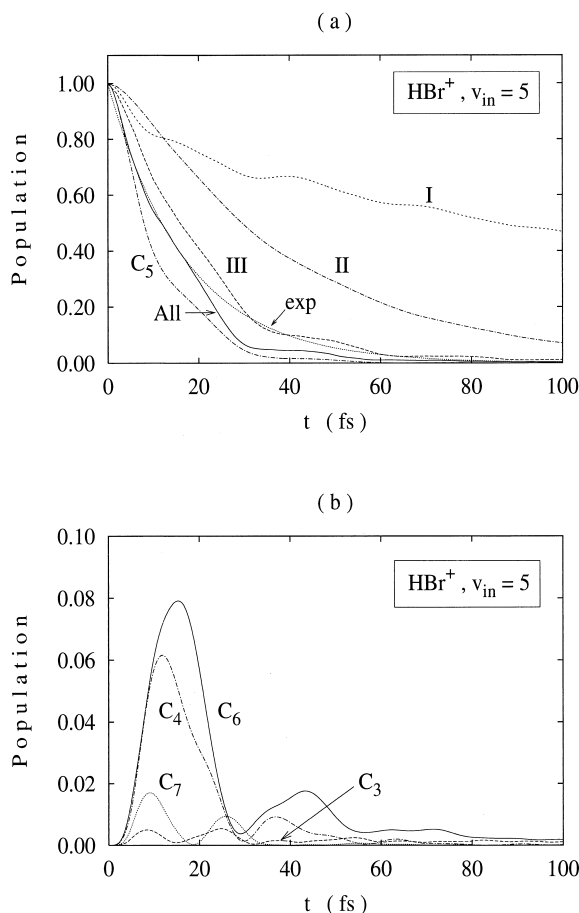 (a)
HBr+ , vin = 5
Population
1.00
0.80
0.60
0.40
0.20
0.00
I
II
III
C5
All
exp
0 20 40 60 80 100
t (fs)
(b)
HBr+ , vin = 5
Population
0.10
0.08
0.06
0.04
0.02
0.00
C4
C6
C7
C3
0 20 40 60 80 100
t (fs)